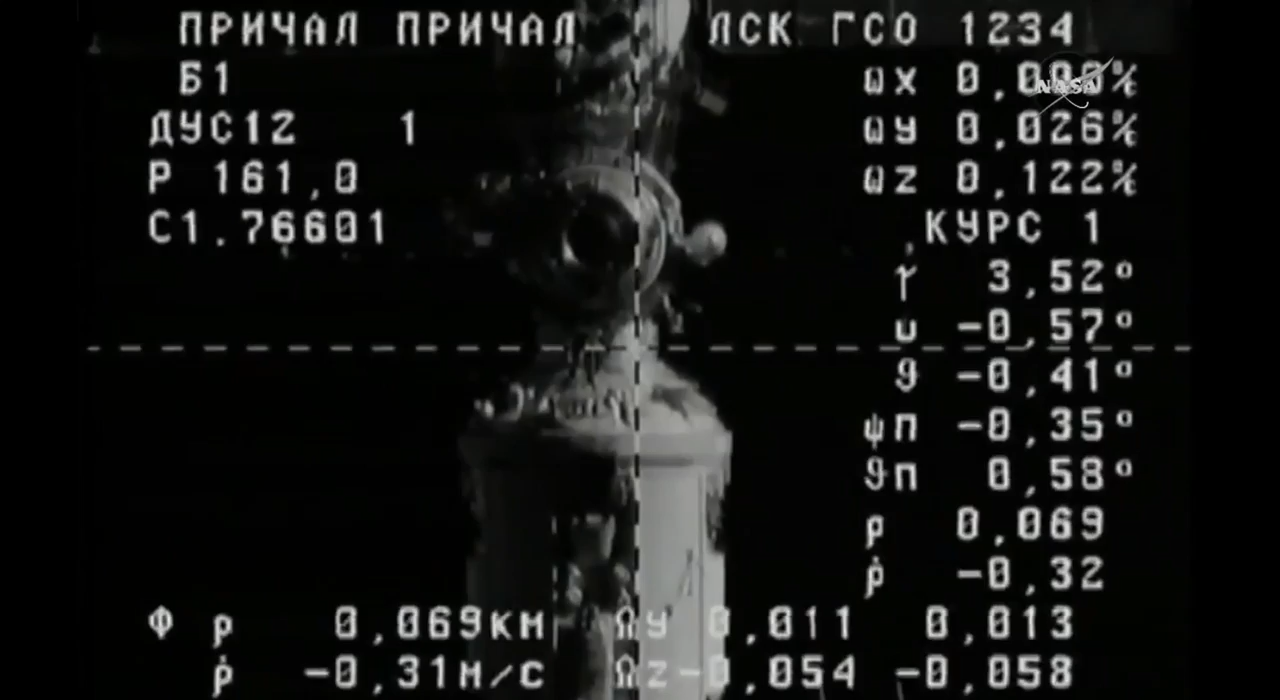 ПРИЧАЛ ПРИЧАЛ ЛСК ГСО 1234
Б1 ωx 0,000%
NASA
ДУС12 1 ωy 0,026%
Р 161,0 ωz 0,122%
С1.76601 ,КУРС 1
γ 3,52°
υ -0,57°
ϑ -0,41°
ψп -0,35°
ϑп 0,58°
ρ 0,069
ρ̇ -0,32
Ф ρ 0,069км Ωy 0,011 0,013
ρ̇ -0,31м/с Ωz-0,054 -0,058